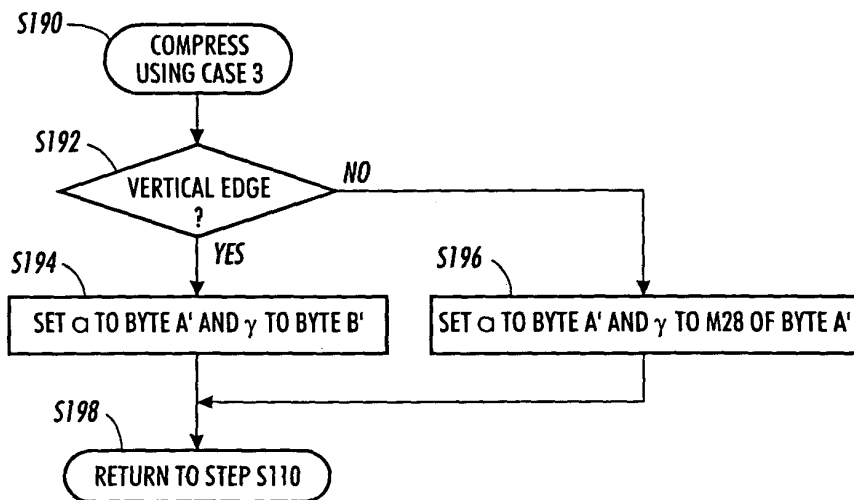 S190
COMPRESS
USING CASE 3
S192
VERTICAL EDGE
?
NO
YES
S194
SET α TO BYTE A' AND γ TO BYTE B'
S196
SET α TO BYTE A' AND γ TO M28 OF BYTE A'
S198
RETURN TO STEP S110